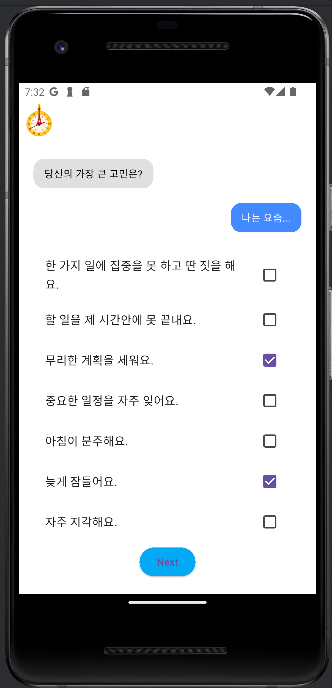 7:32 G
당신의 가장 큰 고민은?
나는 요즘...
한 가지 일에 집중을 못 하고 딴 짓을 해
요.
할 일을 제 시간안에 못 끝내요.
무리한 계획을 세워요.
중요한 일정을 자주 잊어요.
아침이 분주해요.
늦게 잠들어요.
자주 지각해요.
Next